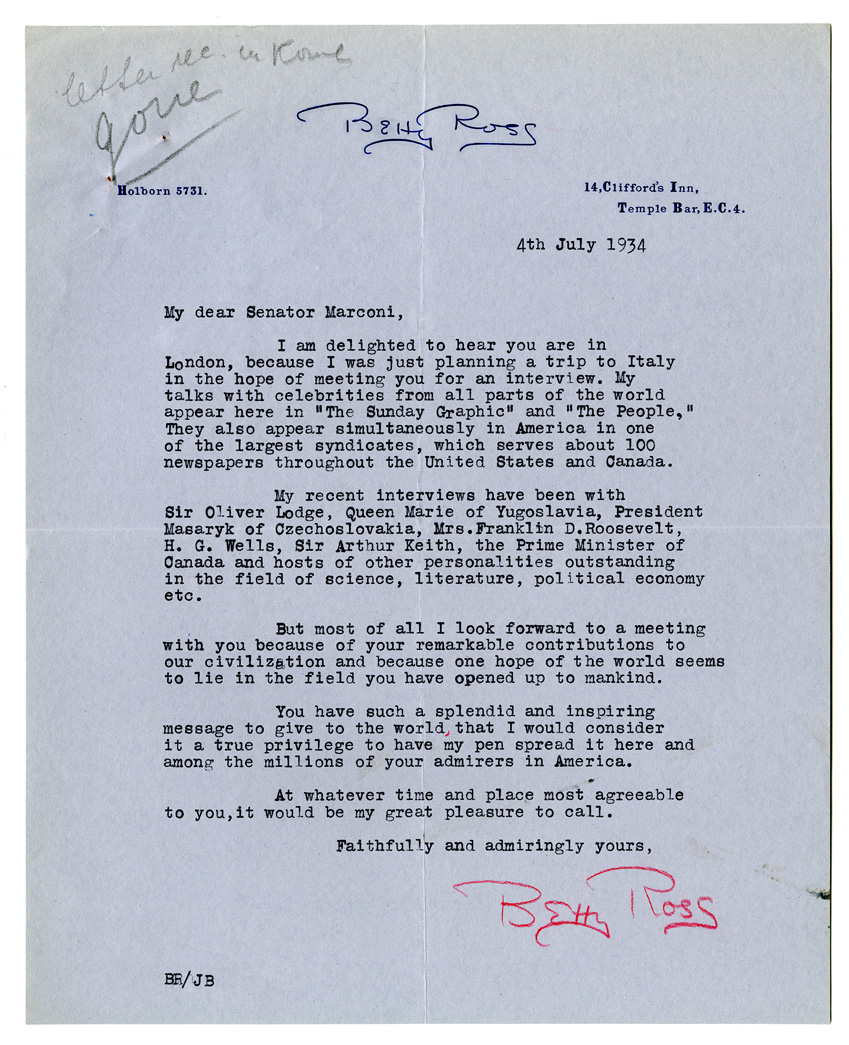 letter rec. in Rome
gone
Betty Ross
Holborn 5731.
14,Clifford's Inn,
Temple Bar, E.C.4.
4th July 1934
My dear Senator Marconi,
I am delighted to hear you are in
London, because I was just planning a trip to Italy
in the hope of meeting you for an interview. My
talks with celebrities from all parts of the world
appear here in "The Sunday Graphic" and "The People,"
They also appear simultaneously in America in one
of the largest syndicates, which serves about 100
newspapers throughout the United States and Canada.
My recent interviews have been with
Sir Oliver Lodge, Queen Marie of Yugoslavia, President
Masaryk of Czechoslovakia, Mrs.Franklin D.Roosevelt,
H. G. Wells, Sir Arthur Keith, the Prime Minister of
Canada and hosts of other personalities outstanding
in the field of science, literature, political economy
etc.
But most of all I look forward to a meeting
with you because of your remarkable contributions to
our civilization and because one hope of the world seems
to lie in the field you have opened up to mankind.
You have such a splendid and inspiring
message to give to the world, that I would consider
it a true privilege to have my pen spread it here and
among the millions of your admirers in America.
At whatever time and place most agreeable
to you,it would be my great pleasure to call.
Faithfully and admiringly yours,
Betty Ross
BR/JB